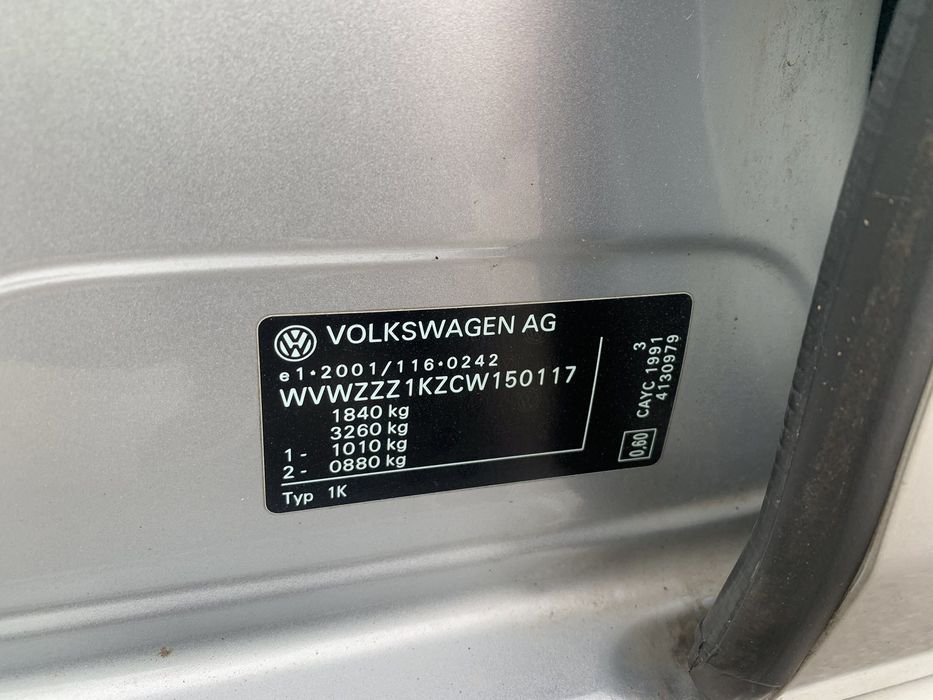 VOLKSWAGEN AG
e1*2001/116*0242
WVWZZZ1KZCW150117
1840 kg
3260 kg
1 - 1010 kg
2 - 0880 kg
Typ 1K
3
CAYC 1991
4130979
0,60